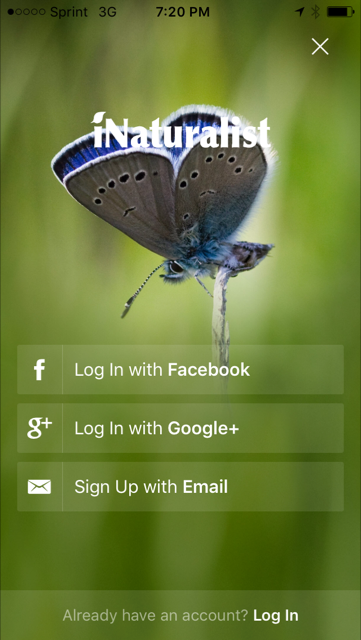 Sprint 3G 7:20 PM
iNaturalist
f Log In with Facebook
g+ Log In with Google+
Sign Up with Email
Already have an account? Log In